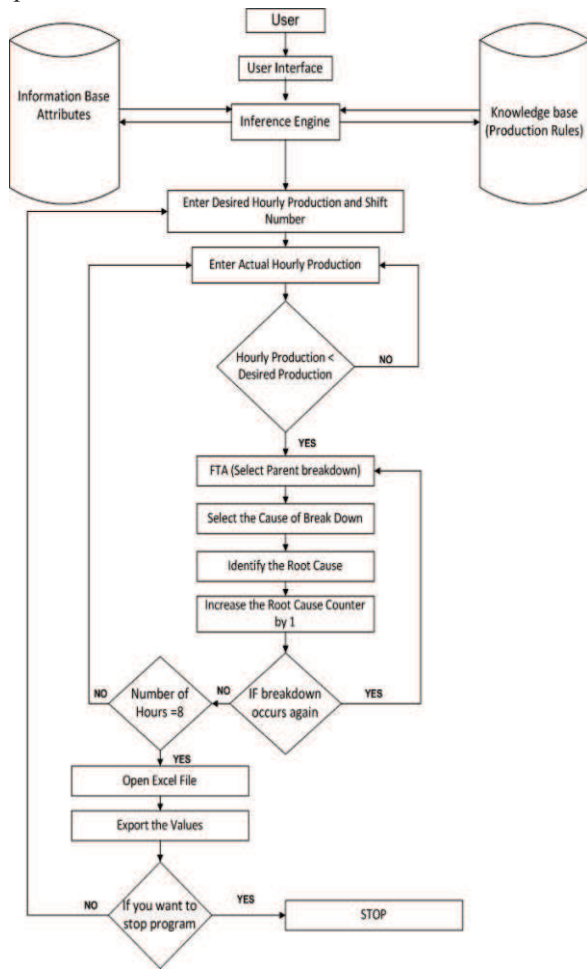 User
User Interface
Information Base
Attributes
Inference Engine
Knowledge base
(Production Rules)
Enter Desired Hourly Production and Shift
Number
Enter Actual Hourly Production
Hourly Production <
Desired Production
NO
YES
FTA (Select Parent breakdown)
Select the Cause of Break Down
Identify the Root Cause
Increase the Root Cause Counter
by 1
IF breakdown
occurs again
YES
NO
Number of
Hours =8
NO
YES
Open Excel File
Export the Values
If you want to
stop program
NO
YES
STOP